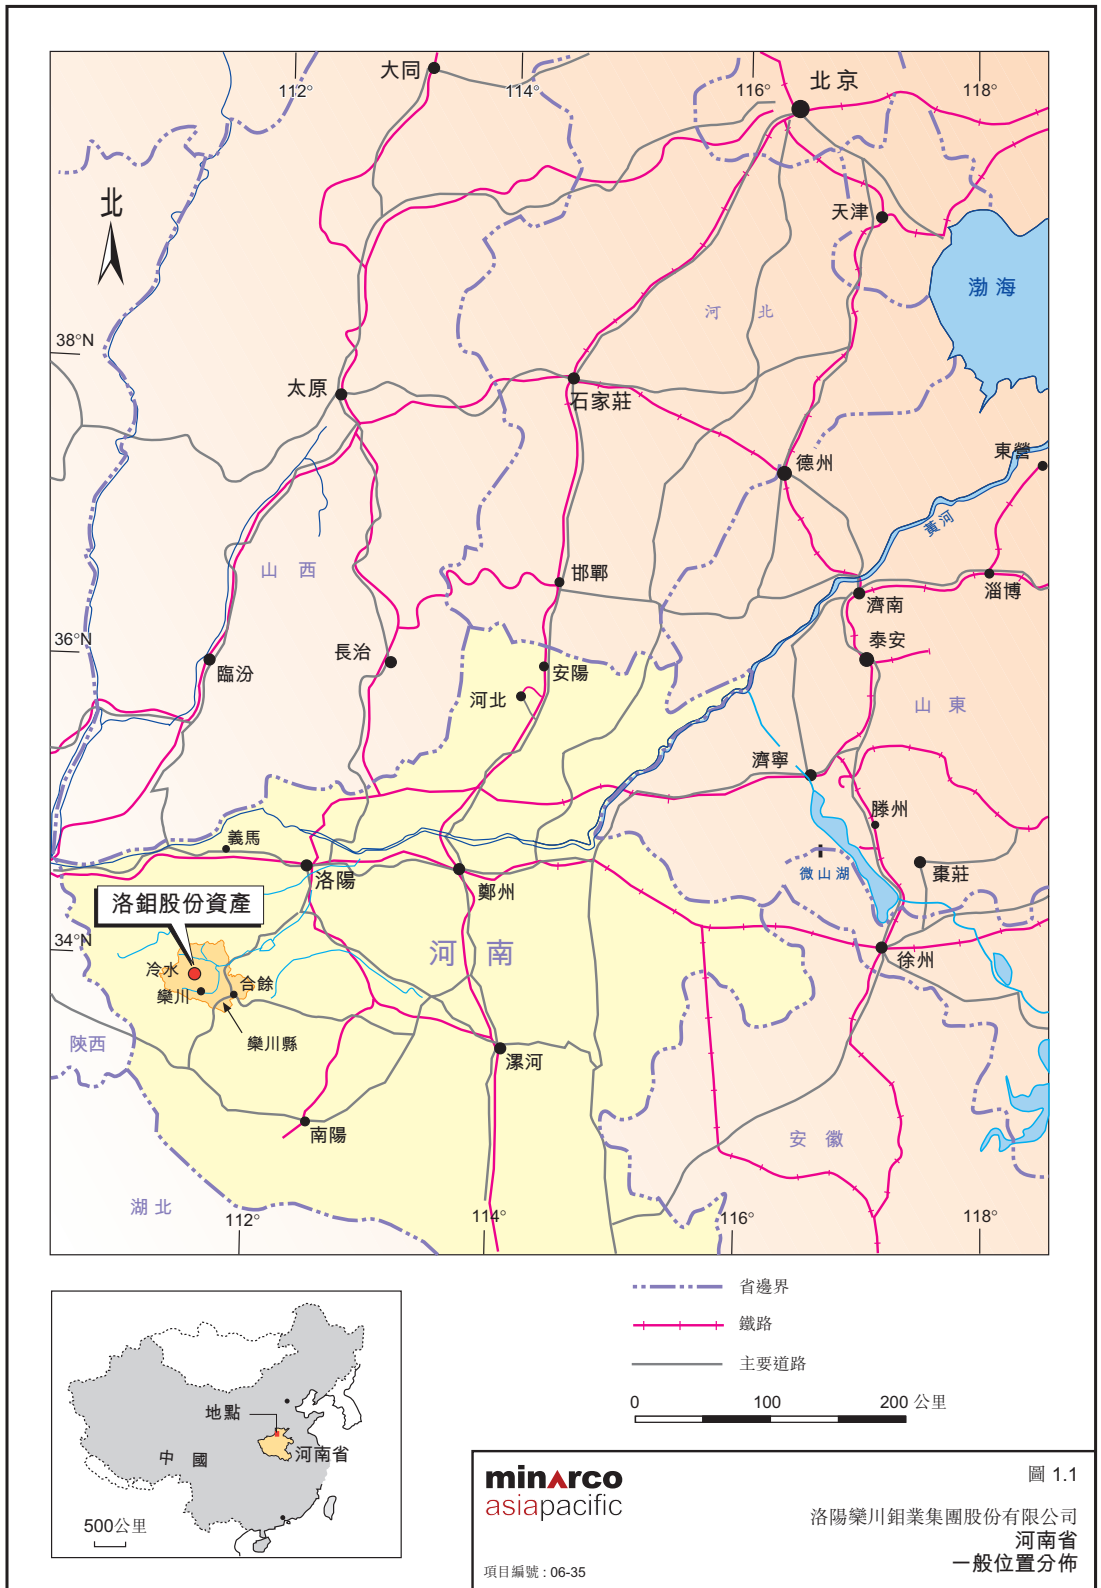 大同
北京
112°
114°
116°
118°
北
天津
渤海
河北
38°N
太原
石家莊
德州
東營
黃河
山西
邯鄲
濟南
淄博
36°N
臨汾
長治
安陽
河北
泰安
山東
濟寧
滕州
義馬
洛陽
鄭州
微山湖
棗莊
洛鉬股份資產
34°N
冷水
欒川
合餘
河南
徐州
欒川縣
陝西
漯河
南陽
安徽
湖北
112°
114°
116°
118°
省邊界
鐵路
主要道路
0 100 200 公里
地點
中國
河南省
500公里
minarco
asiapacific
圖 1.1
洛陽欒川鉬業集團股份有限公司
河南省
一般位置分佈
項目編號 : 06-35